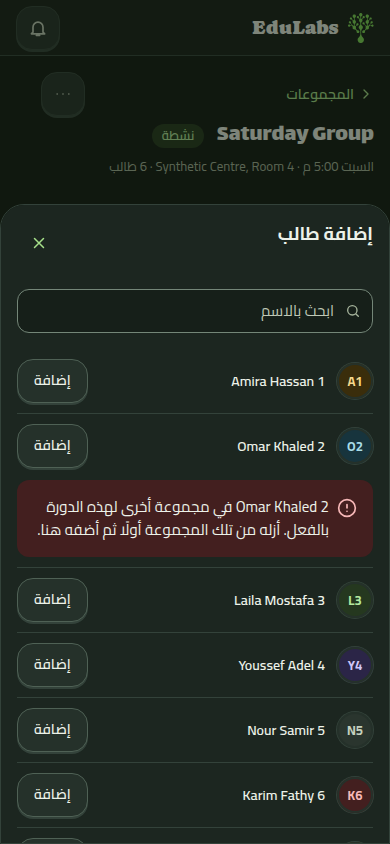 EduLabs
المجموعات
...
Saturday Group نشطة
السبت 5:00 م · Synthetic Centre, Room 4 · 6 طالب
إضافة طالب
ابحث بالاسم
A1 Amira Hassan 1 إضافة
O2 Omar Khaled 2 إضافة
Omar Khaled 2 في مجموعة أخرى لهذه الدورة
بالفعل. أزله من تلك المجموعة أولًا ثم أضفه هنا.
L3 Laila Mostafa 3 إضافة
Y4 Youssef Adel 4 إضافة
N5 Nour Samir 5 إضافة
K6 Karim Fathy 6 إضافة